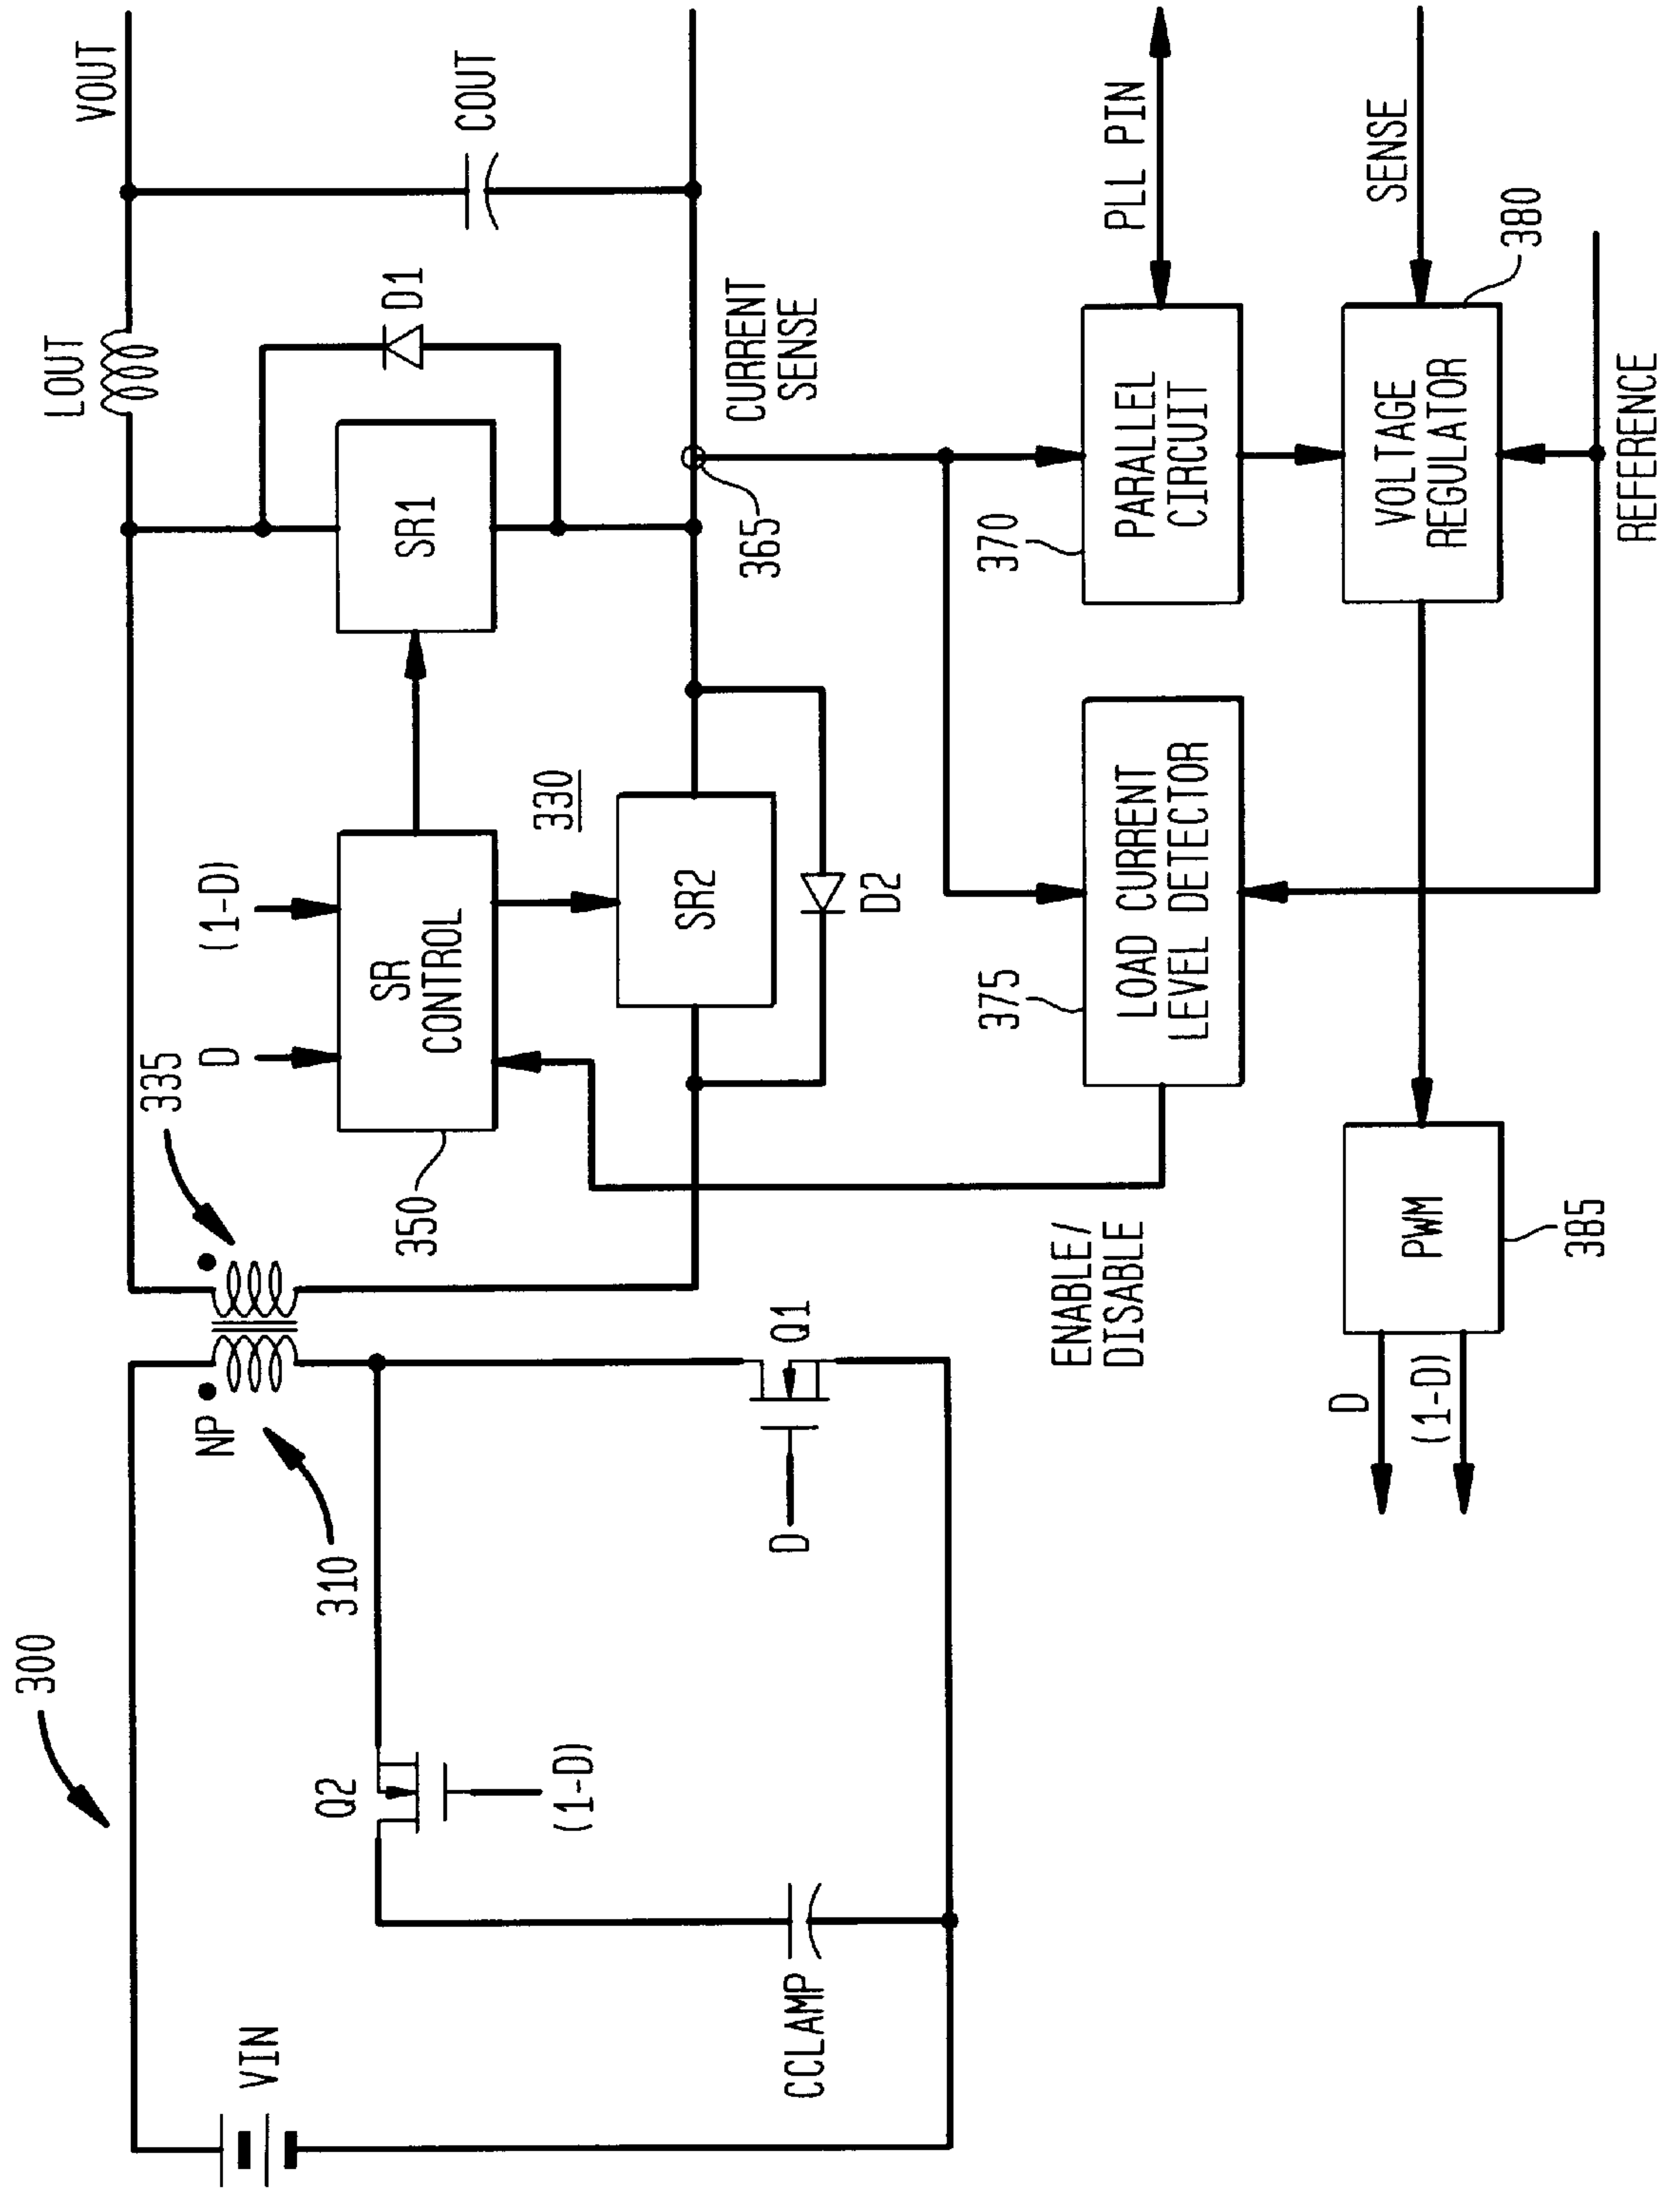 300
VIN
CCLAMP
Q2
(1-D)
310
NP
D
Q1
335
D
(1-D)
SR
CONTROL
350
330
SR1
SR2
D1
D2
LOUT
VOUT
COUT
CURRENT
SENSE
365
ENABLE/
DISABLE
375
LOAD CURRENT
LEVEL DETECTOR
370
PARALLEL
CIRCUIT
PLL PIN
SENSE
VOLTAGE
REGULATOR
380
REFERENCE
PWM
385
D
(1-D)